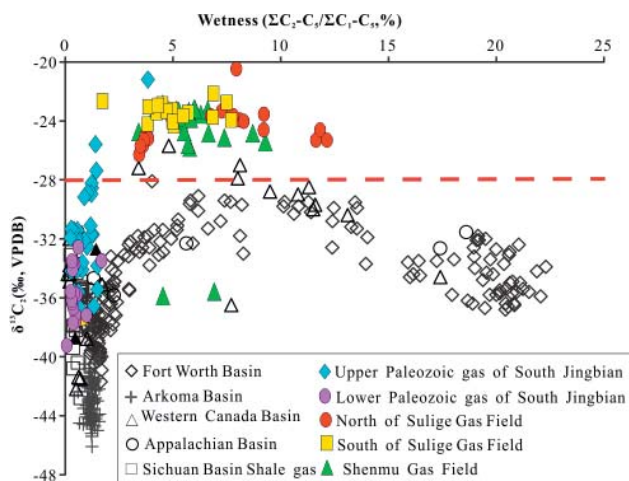 Wetness (ΣC₂-C₅/ΣC₁-C₅,%)
0 5 10 15 20 25
-20
-24
-28
-32
-36
-40
-44
-48
δ¹³C₂(‰, VPDB)
Fort Worth Basin
Arkoma Basin
Western Canada Basin
Appalachian Basin
Sichuan Basin Shale gas
Upper Paleozoic gas of South Jingbian
Lower Paleozoic gas of South Jingbian
North of Sulige Gas Field
South of Sulige Gas Field
Shenmu Gas Field